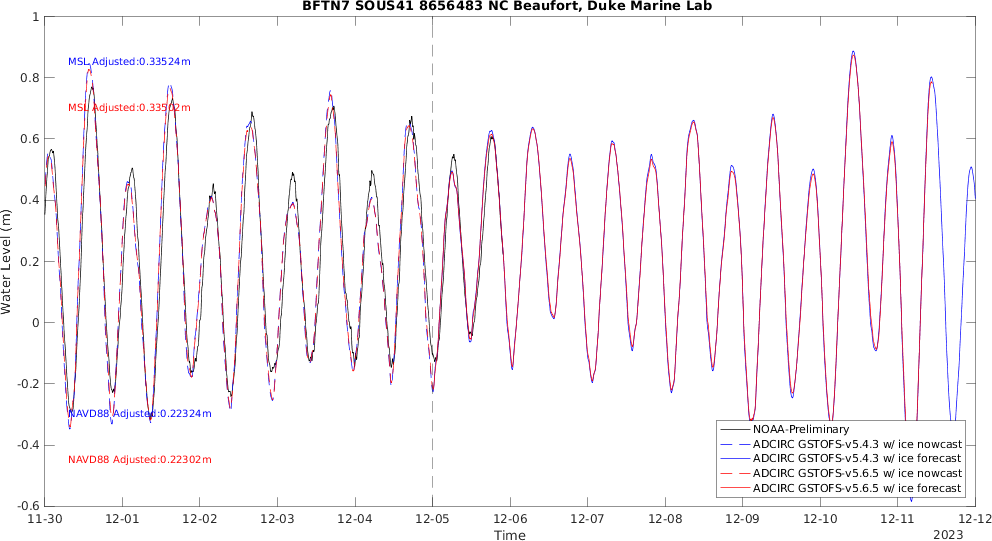 BFTN7 SOUS41 8656483 NC Beaufort, Duke Marine Lab
1
0.8
0.6
0.4
0.2
0
-0.2
-0.4
-0.6
Water Level (m)
MSL Adjusted:0.33524m
MSL Adjusted:0.33502m
NAVD88 Adjusted:0.22324m
NAVD88 Adjusted:0.22302m
NOAA-Preliminary
ADCIRC GSTOFS-v5.4.3 w/ ice nowcast
ADCIRC GSTOFS-v5.4.3 w/ ice forecast
ADCIRC GSTOFS-v5.6.5 w/ ice nowcast
ADCIRC GSTOFS-v5.6.5 w/ ice forecast
11-30 12-01 12-02 12-03 12-04 12-05 12-06 12-07 12-08 12-09 12-10 12-11 12-12
Time
2023